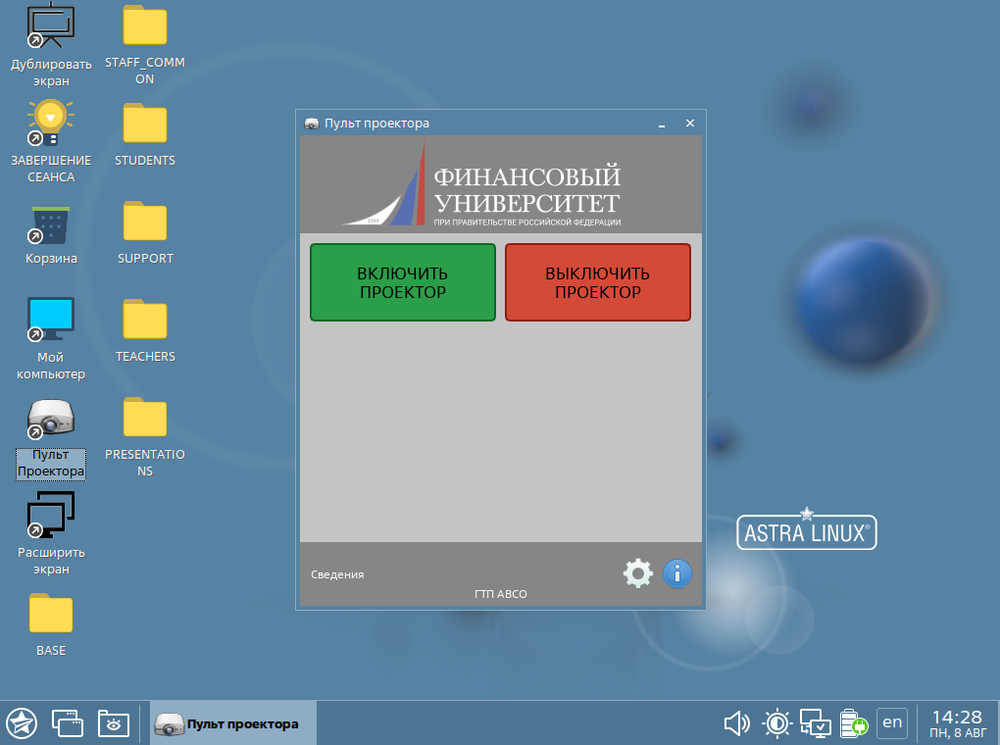 Дублировать
экран
STAFF_COMM
ON
ЗАВЕРШЕНИЕ
СЕАНСА
STUDENTS
Корзина
SUPPORT
Мой
компьютер
TEACHERS
Пульт
Проектора
PRESENTATIO
NS
Расширить
экран
BASE
Пульт проектора
1919
ФИНАНСОВЫЙ
УНИВЕРСИТЕТ
ПРИ ПРАВИТЕЛЬСТВЕ РОССИЙСКОЙ ФЕДЕРАЦИИ
ВКЛЮЧИТЬ
ПРОЕКТОР
ВЫКЛЮЧИТЬ
ПРОЕКТОР
Сведения
ГТП АВСО
ASTRA LINUX®
Пульт проектора
en
14:28
ПН, 8 АВГ